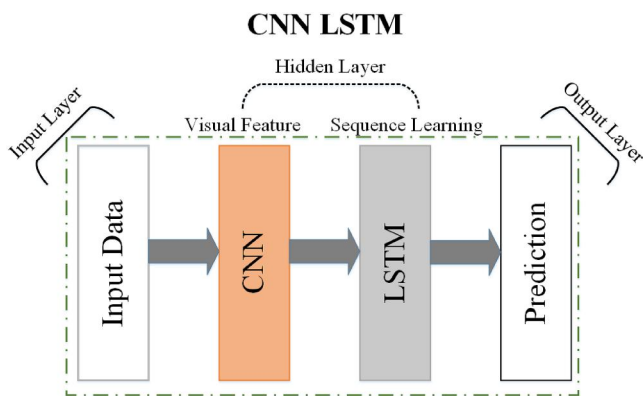 CNN LSTM
Hidden Layer
Input Layer
Visual Feature
Sequence Learning
Output Layer
Input Data
CNN
LSTM
Prediction